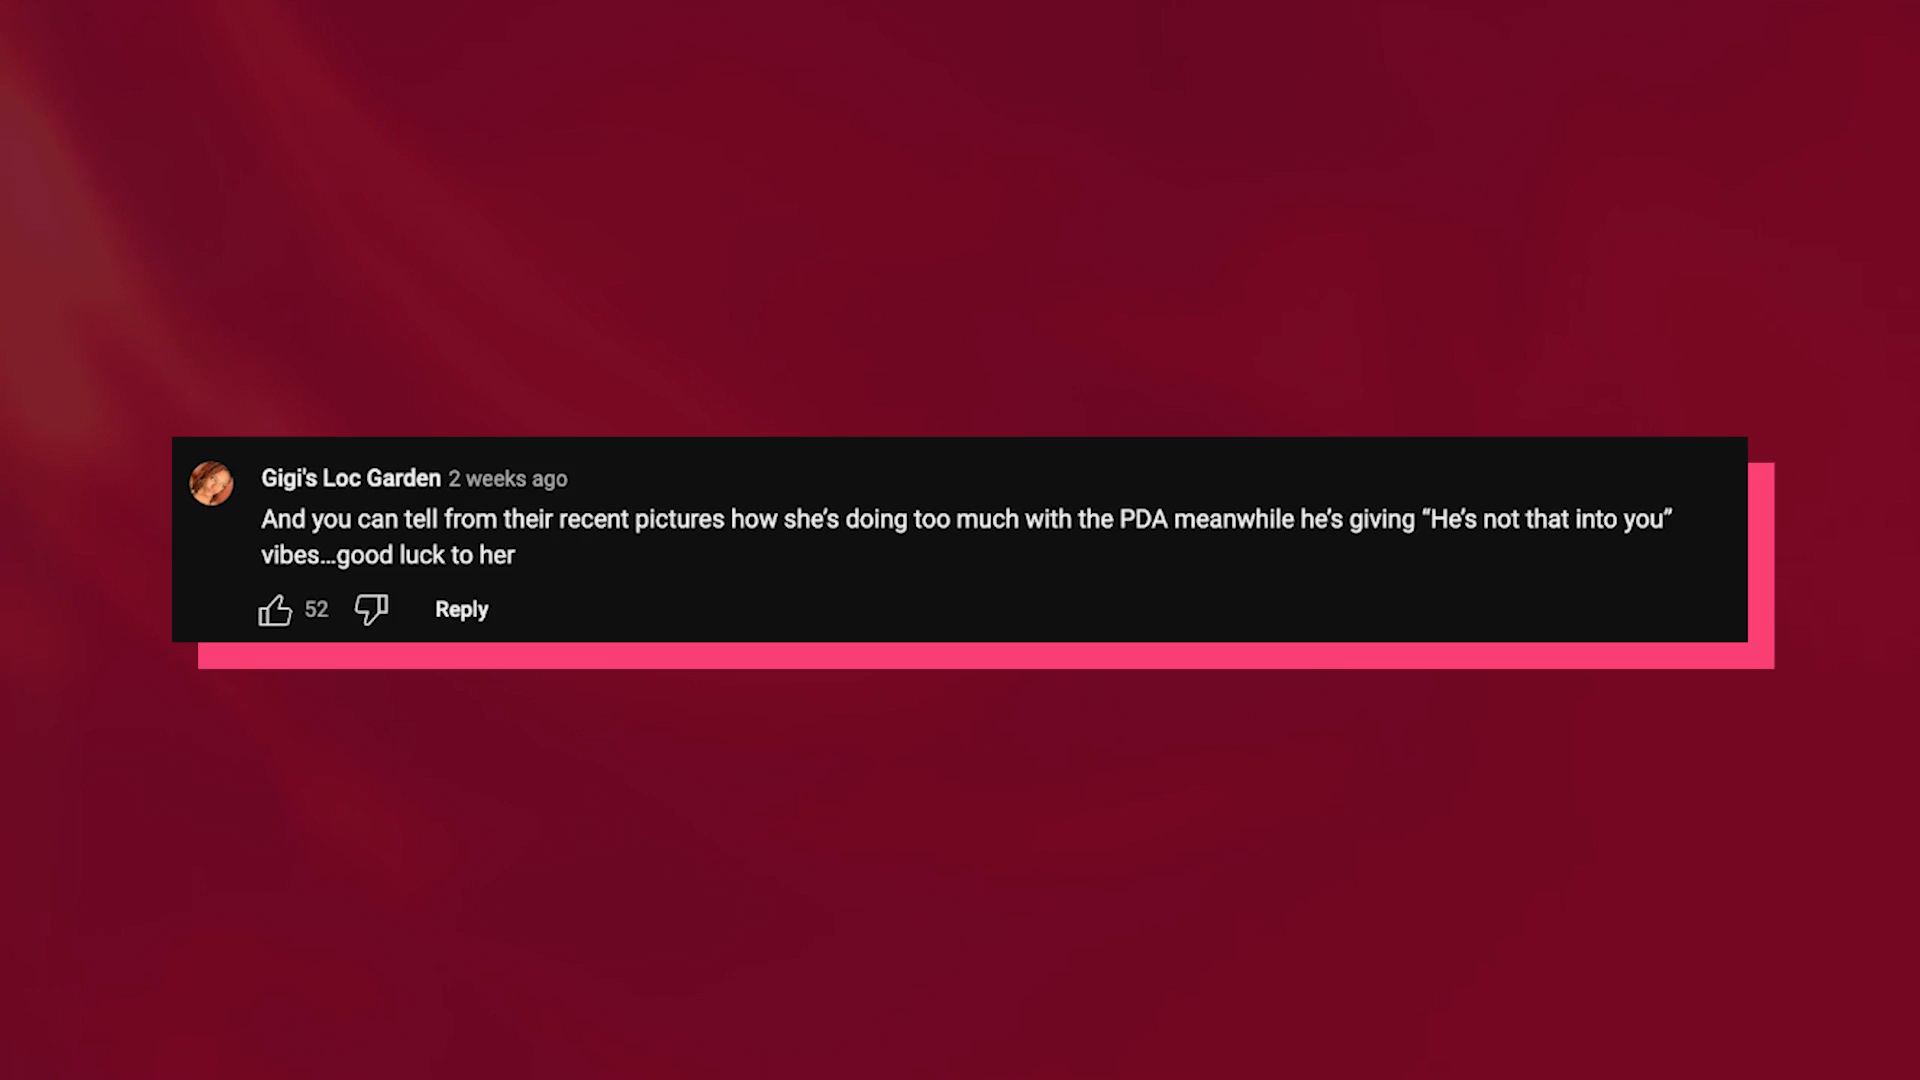 Gigi's Loc Garden 2 weeks ago
And you can tell from their recent pictures how she’s doing too much with the PDA meanwhile he’s giving “He’s not that into you”
vibes...good luck to her
52 Reply